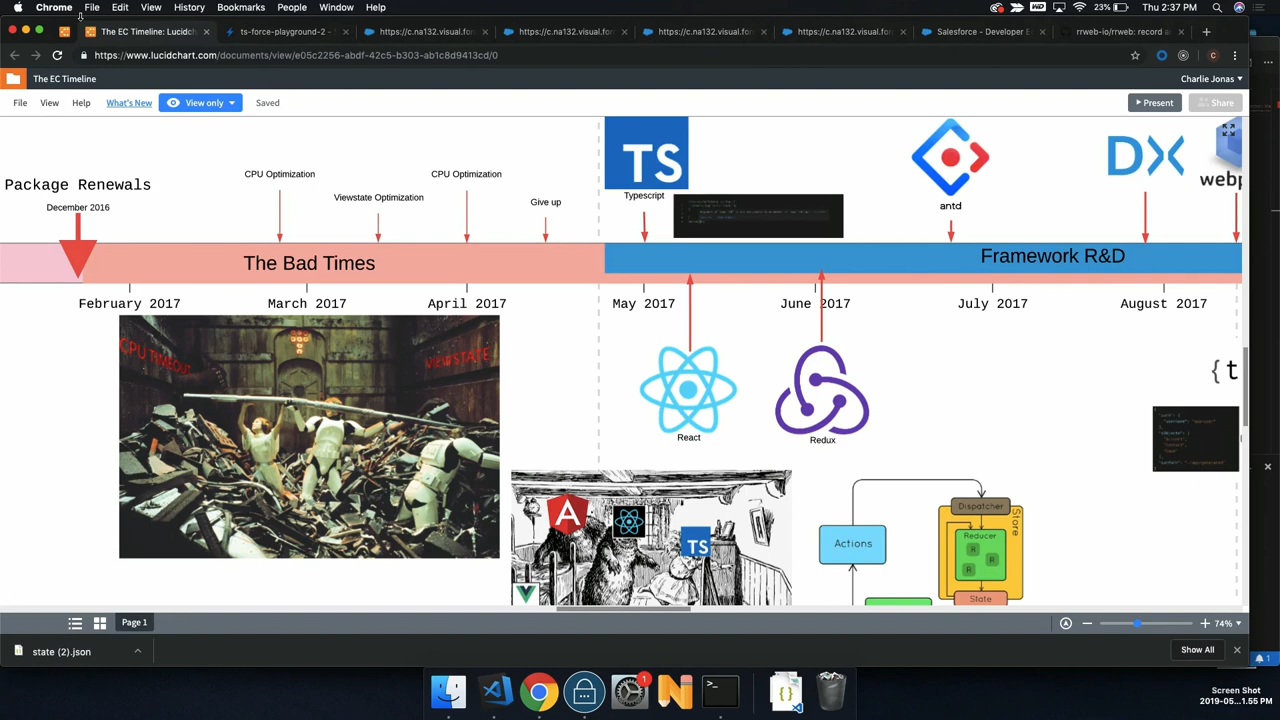 Chrome File Edit View History Bookmarks People Window Help
23% Thu 2:37 PM
The EC Timeline: Lucidch
ts-force-playground-2 -
https://c.na132.visual.for
https://c.na132.visual.for
https://c.na132.visual.for
https://c.na132.visual.for
Salesforce - Developer E
rrweb-io/rrweb: record a
https://www.lucidchart.com/documents/view/e05c2256-abdf-42c5-b303-ab1c8d9413cd/0
C
The EC Timeline
Charlie Jonas
File View Help What's New View only Saved
Present Share
Package Renewals
December 2016
CPU Optimization
Viewstate Optimization
CPU Optimization
Give up
TS
Typescript
antd
DX
webp
The Bad Times
Framework R&D
February 2017
March 2017
April 2017
May 2017
June 2017
July 2017
August 2017
CPU TIMEOUT
VIEWSTATE
React
Redux
{t
TS
Dispatcher
Store
Actions
Reducer
R
R
R
State
Page 1
74%
state (2).json
Show All
1
1
Screen Shot
2019-05...1.55 PM